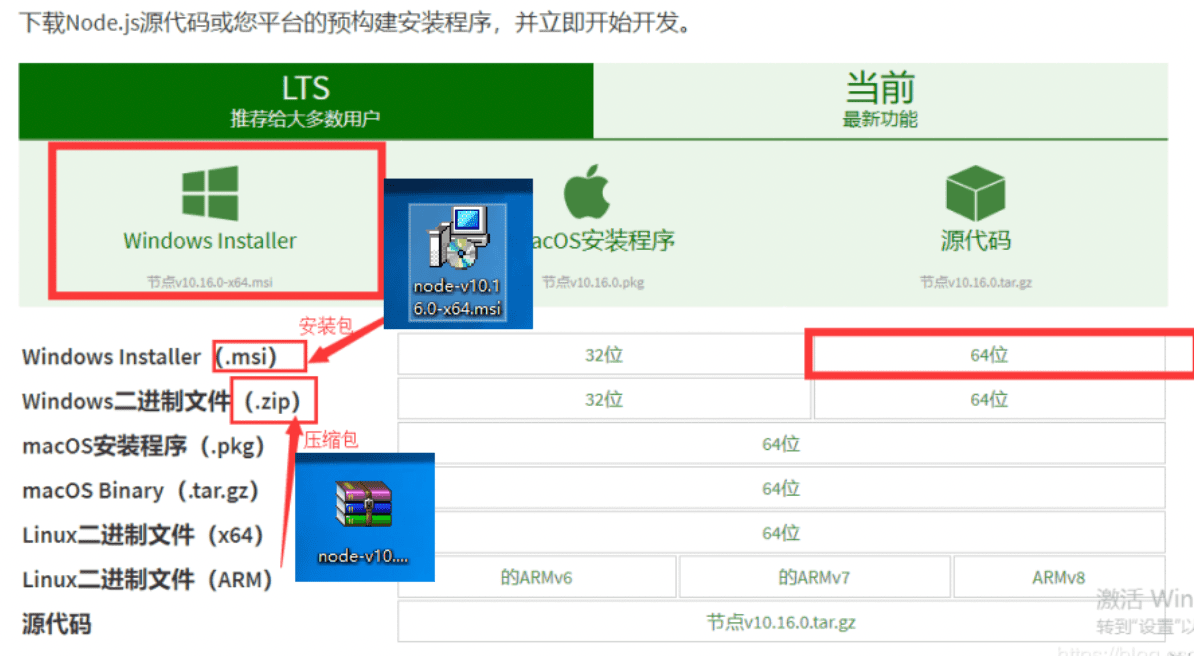 下载Node.js源代码或您平台的预构建安装程序，并立即开始开发。
LTS
推荐给大多数用户
当前
最新功能
Windows Installer
节点v10.16.0-x64.msi
node-v10.1
6.0-x64.msi
acOS安装程序
节点v10.16.0.pkg
源代码
节点v10.16.0.tar.gz
安装包
Windows Installer（.msi） 32位 64位
Windows二进制文件（.zip） 32位 64位
压缩包
macOS安装程序（.pkg） 64位
macOS Binary（.tar.gz） 64位
Linux二进制文件（x64） 64位
node-v10....
Linux二进制文件（ARM） 的ARMv6 的ARMv7 ARMv8
源代码 节点v10.16.0.tar.gz
激活 Win
转到"设置"以